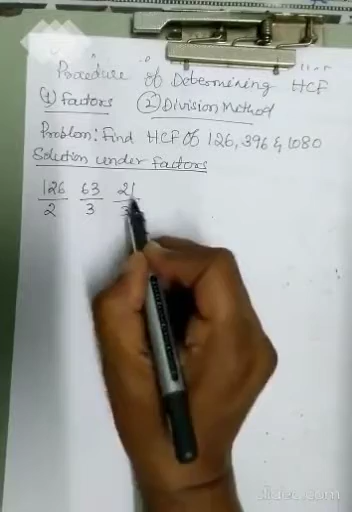 Procedure of Determining HCF
(1) Factors (2) Division Method
Problem: Find HCF of 126, 396 & 1080
Solution under factors
126 63 21
2 3 3